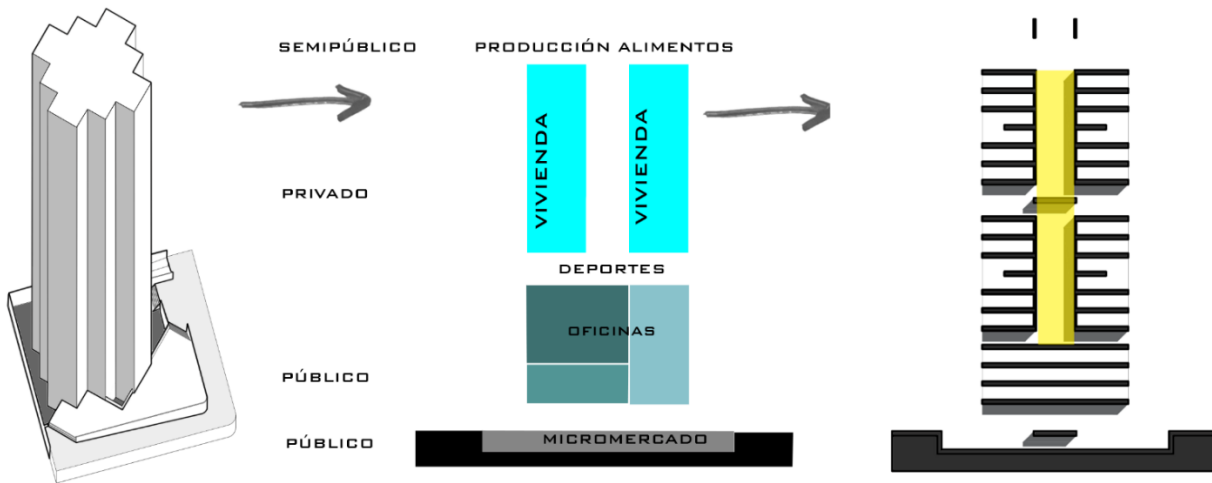 SEMIPÚBLICO
PRODUCCIÓN ALIMENTOS
VIVIENDA
VIVIENDA
PRIVADO
DEPORTES
OFICINAS
PÚBLICO
PÚBLICO
MICROMERCADO